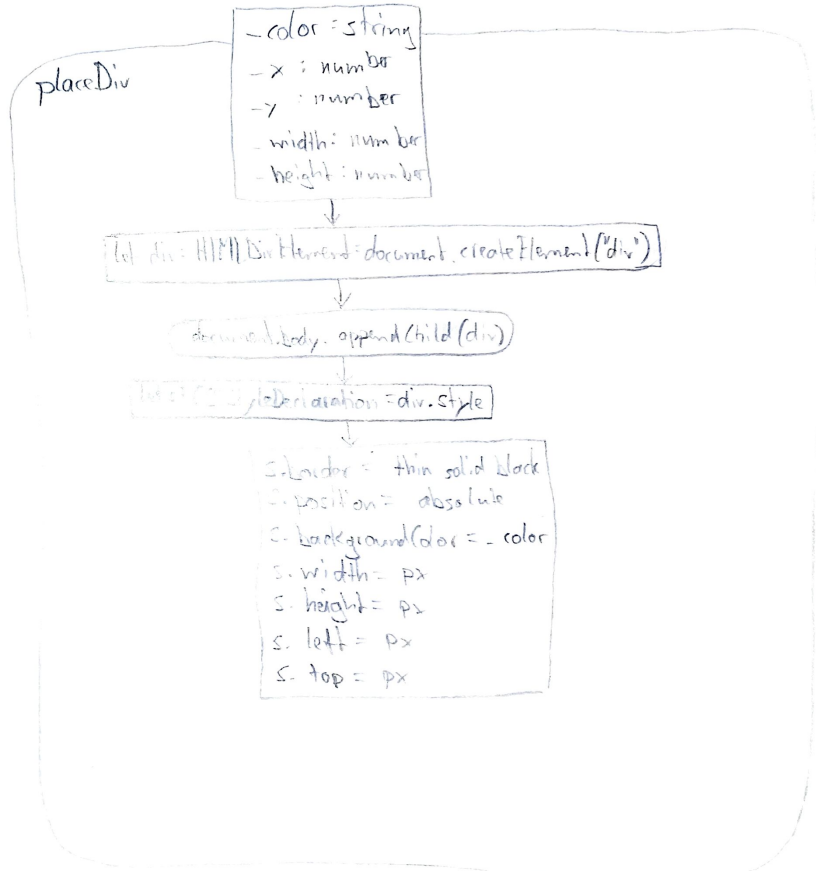 placeDiv
_color = string
_x : number
_y : number
_width : number
_height : number
let div : HTMLDivElement = document.createElement("div")
document.body.appendChild(div)
Declaration = div.style
s.border = thin solid black
s.position = absolute
s.backgroundColor = _color
s.width = px
s.height = px
s.left = px
s.top = px